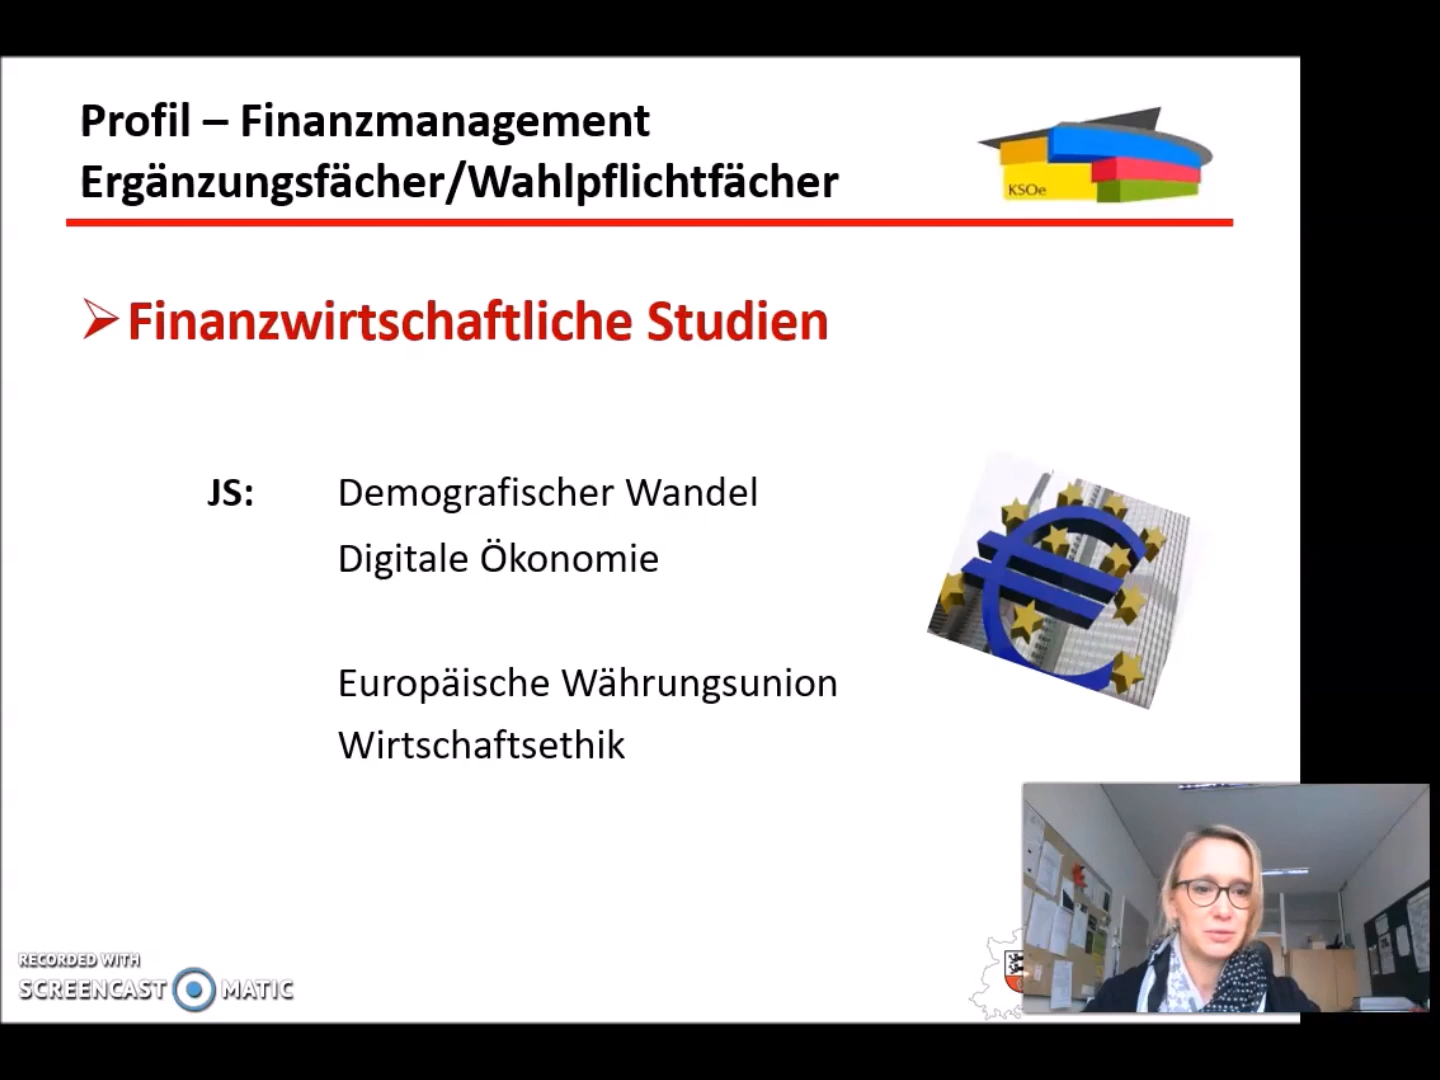 Profil – Finanzmanagement
Ergänzungsfächer/Wahlpflichtfächer
KSOe
Finanzwirtschaftliche Studien
JS: Demografischer Wandel
Digitale Ökonomie
Europäische Währungsunion
Wirtschaftsethik
RECORDED WITH
SCREENCAST MATIC